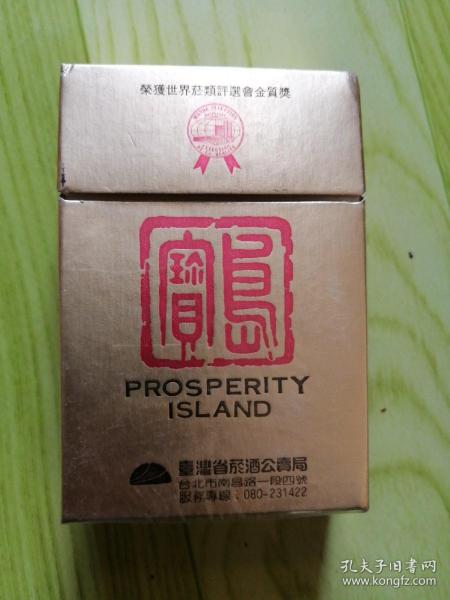 榮獲世界菸類評選會金質獎
寶島
PROSPERITY
ISLAND
臺灣省菸酒公賣局
台北市南昌路一段四號
服務專線：080-231422
孔夫子旧书网
www.kongfz.com